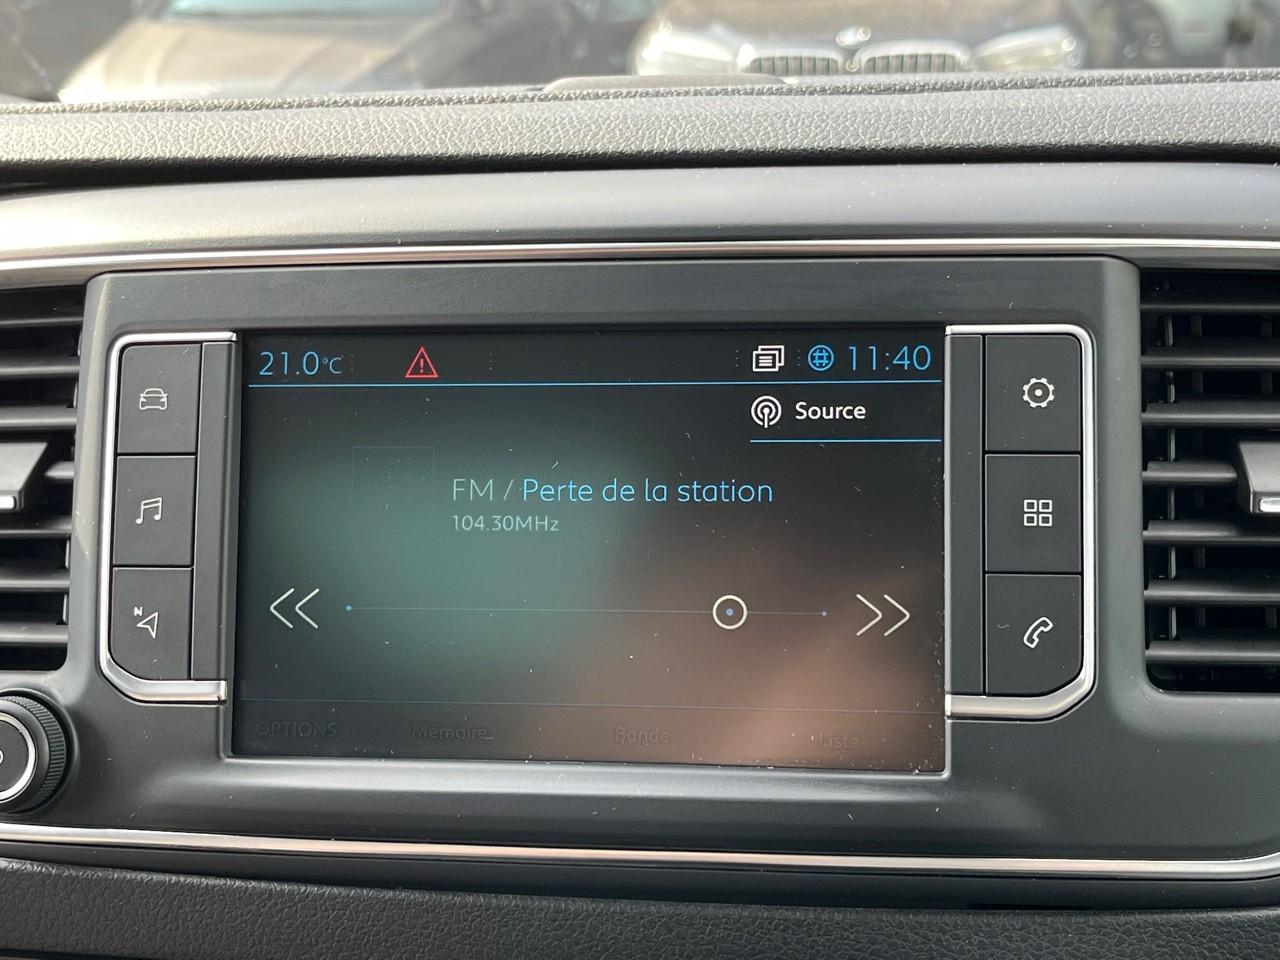 21.0°C
11:40
Source
FM / Perte de la station
104.30MHz
N
OPTIONS Mémoire Bande Liste